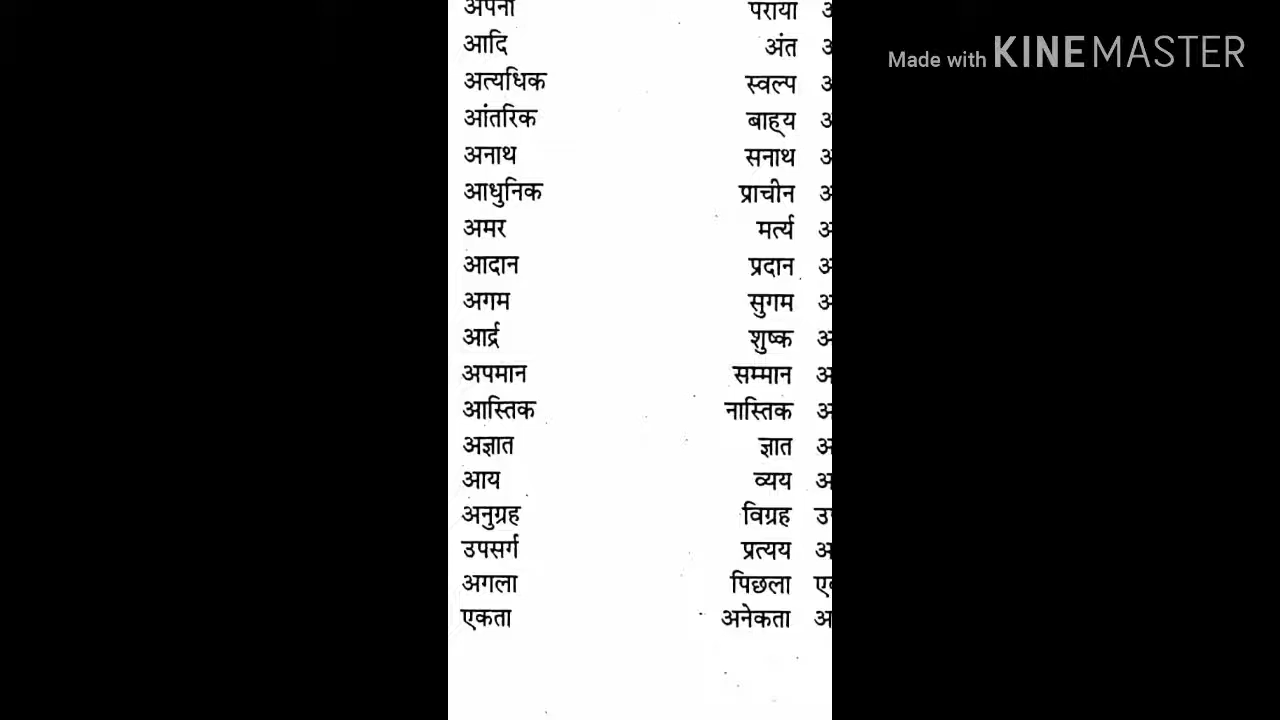 अपना पराया
आदि अंत
अत्यधिक स्वल्प
आंतरिक बाह्य
अनाथ सनाथ
आधुनिक प्राचीन
अमर मर्त्य
आदान प्रदान
अगम सुगम
आर्द्र शुष्क
अपमान सम्मान
आस्तिक नास्तिक
अज्ञात ज्ञात
आय व्यय
अनुग्रह विग्रह
उपसर्ग प्रत्यय
अगला पिछला
एकता अनेकता
Made with KINEMASTER